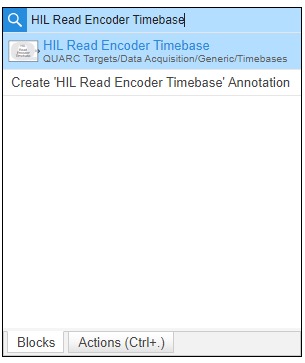 HIL Read Encoder Timebase
HIL Read Encoder Timebase
QUARC Targets/Data Acquisition/Generic/Timebases
Create 'HIL Read Encoder Timebase' Annotation
Blocks
Actions (Ctrl+.)